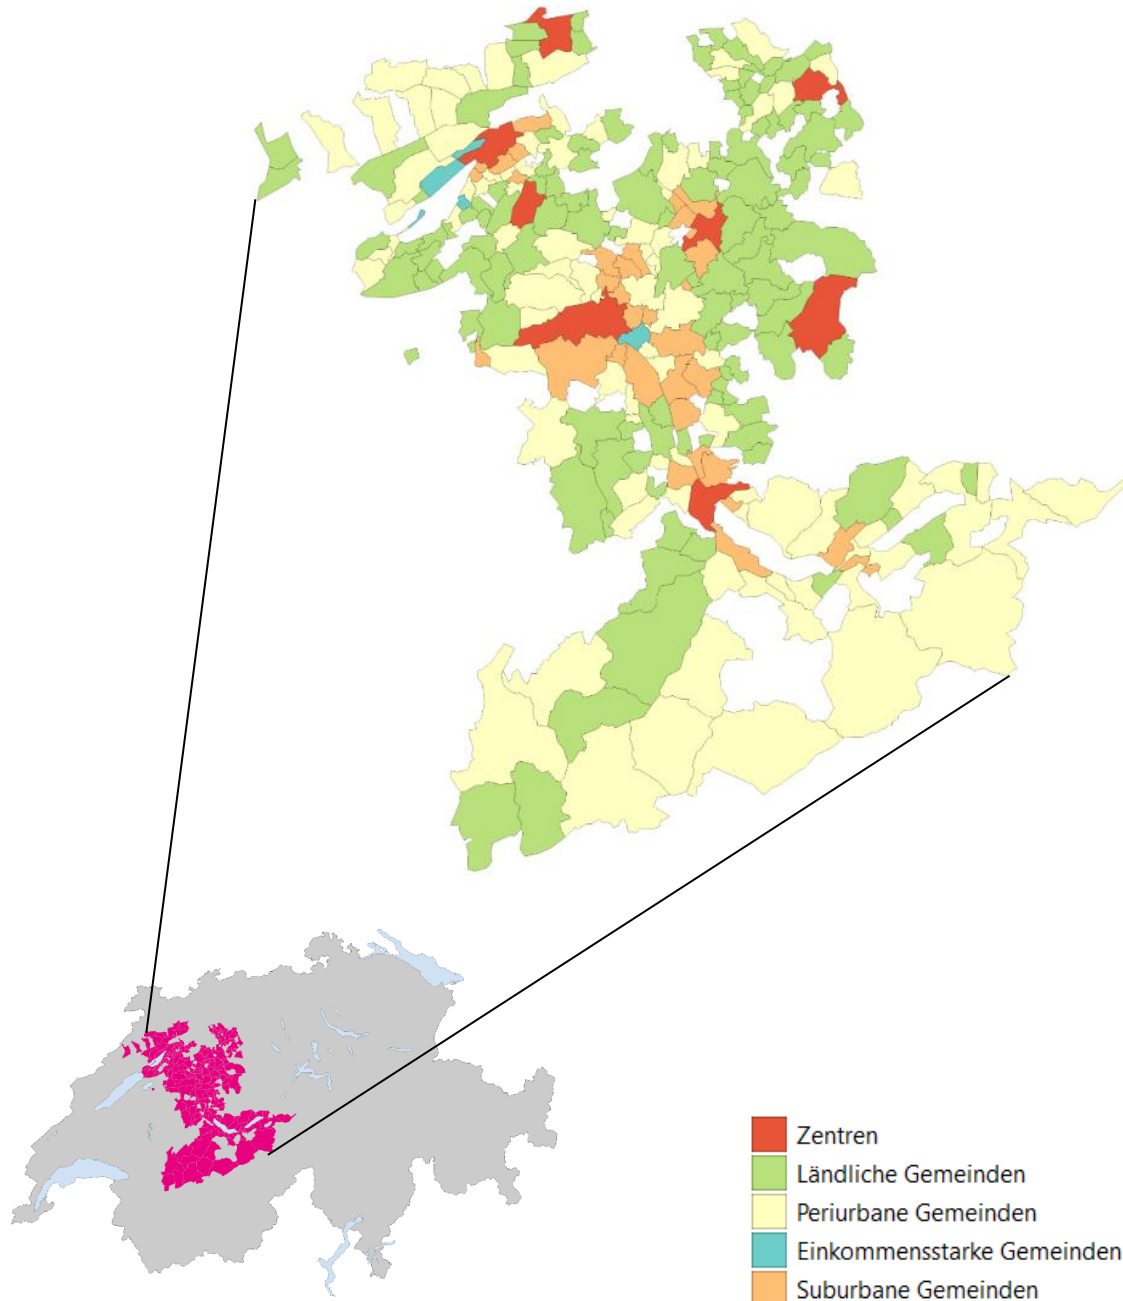 Zentren
Ländliche Gemeinden
Periurbane Gemeinden
Einkommensstarke Gemeinden
Suburbane Gemeinden